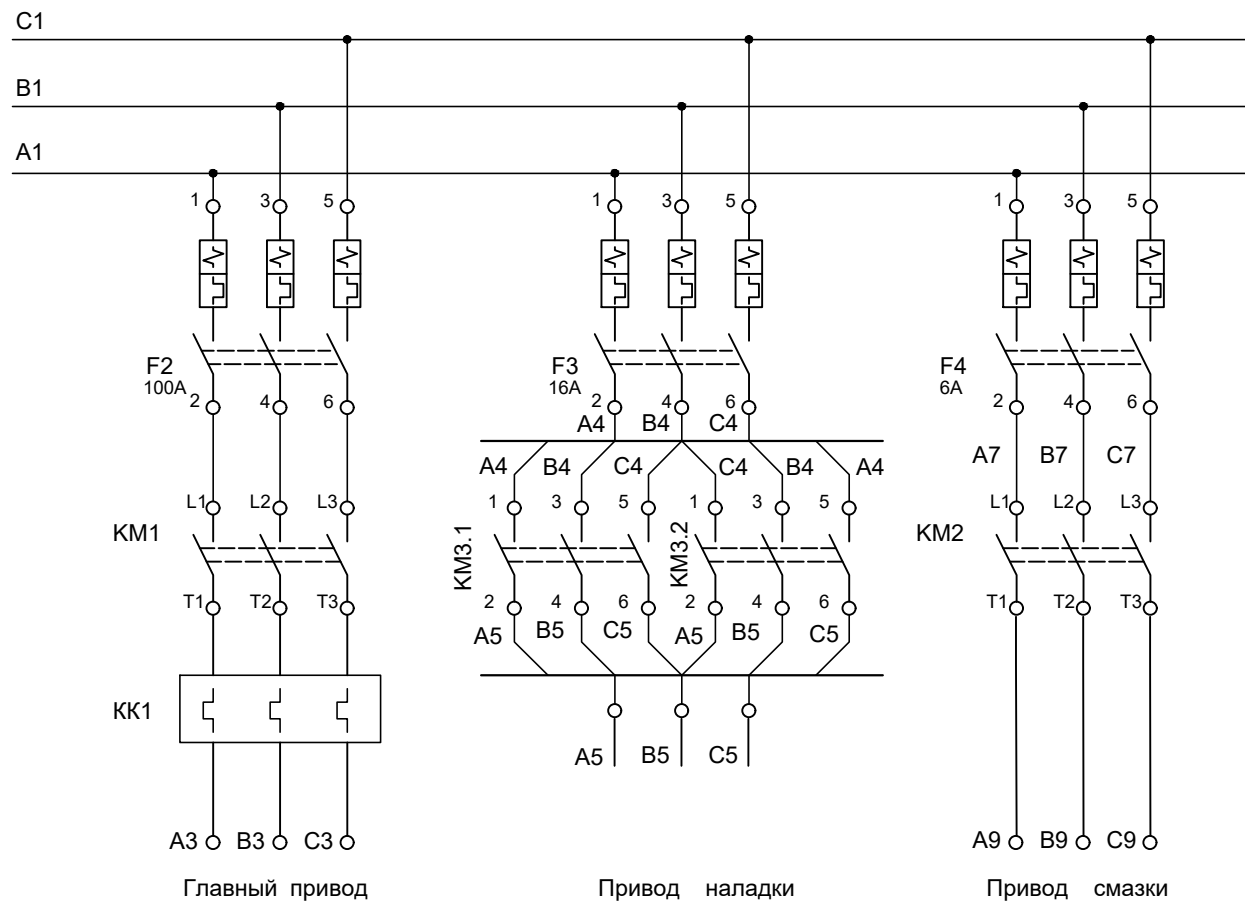 C1
B1
A1
1 3 5 1 3 5 1 3 5
F2 F3 F4
100A 16A 6A
2 4 6 2 4 6 2 4 6
A4 B4 C4
A4 B4 C4 C4 B4 A4
A7 B7 C7
L1 L2 L3 1 3 5 1 3 5 L1 L2 L3
KM1 KM3.1 KM3.2 KM2
T1 T2 T3 2 4 6 2 4 6 T1 T2 T3
A5 B5 C5 A5 B5 C5
КК1
A5 B5 C5
A3 B3 C3 A9 B9 C9
Главный привод Привод наладки Привод смазки